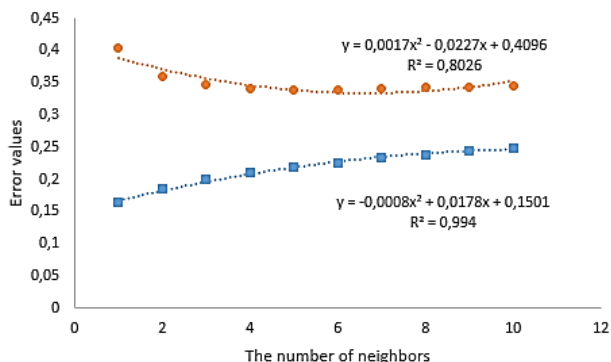 0,45
0,4
0,35
0,3
0,25
0,2
0,15
0,1
0,05
0
Error values
y = 0,0017x² - 0,0227x + 0,4096
R² = 0,8026
y = -0,0008x² + 0,0178x + 0,1501
R² = 0,994
0 2 4 6 8 10 12
The number of neighbors